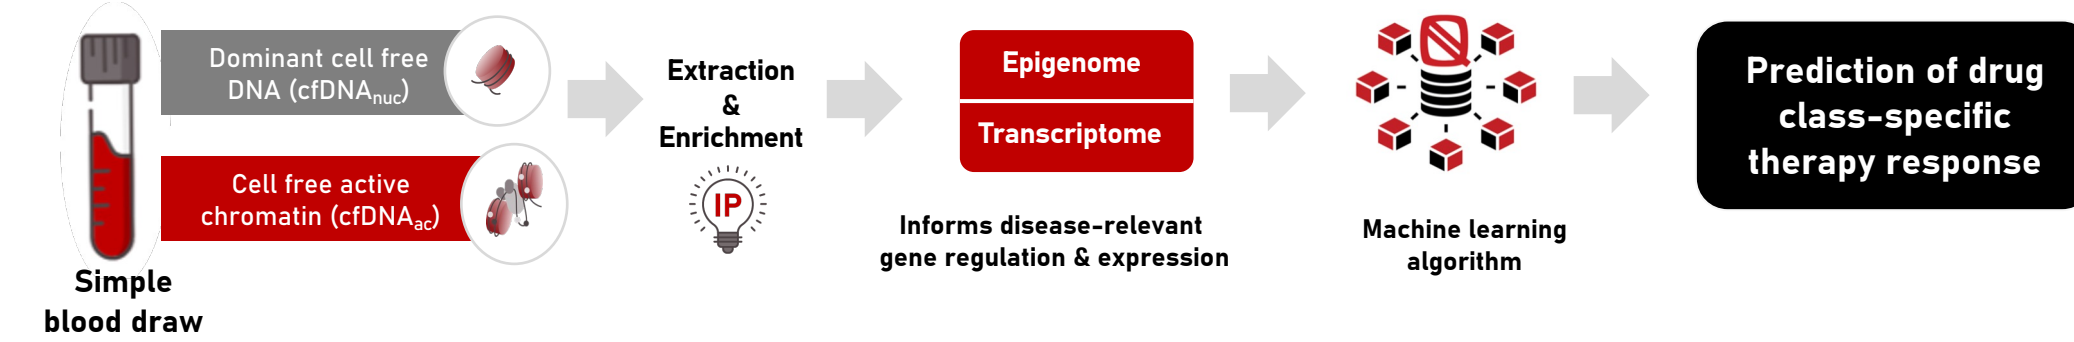 Dominant cell free
DNA (cfDNAnuc)
Cell free active
chromatin (cfDNAac)
Simple
blood draw
Extraction
&
Enrichment
IP
Epigenome
Transcriptome
Informs disease-relevant
gene regulation & expression
Machine learning
algorithm
Prediction of drug
class-specific
therapy response